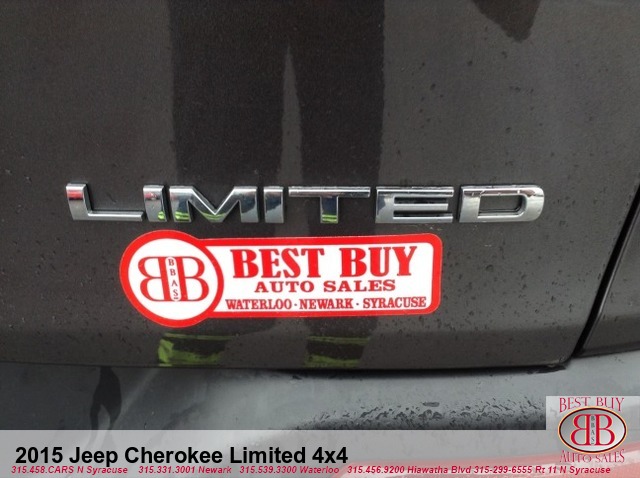 LIMITED
BBAS
BB
BEST BUY
AUTO SALES
WATERLOO · NEWARK · SYRACUSE
BEST BUY
BB
AUTO SALES
2015 Jeep Cherokee Limited 4x4
315.458.CARS N Syracuse 315.331.3001 Newark 315.539.3300 Waterloo 315.456.9200 Hiawatha Blvd 315-299-6555 Rt 11 N Syracuse